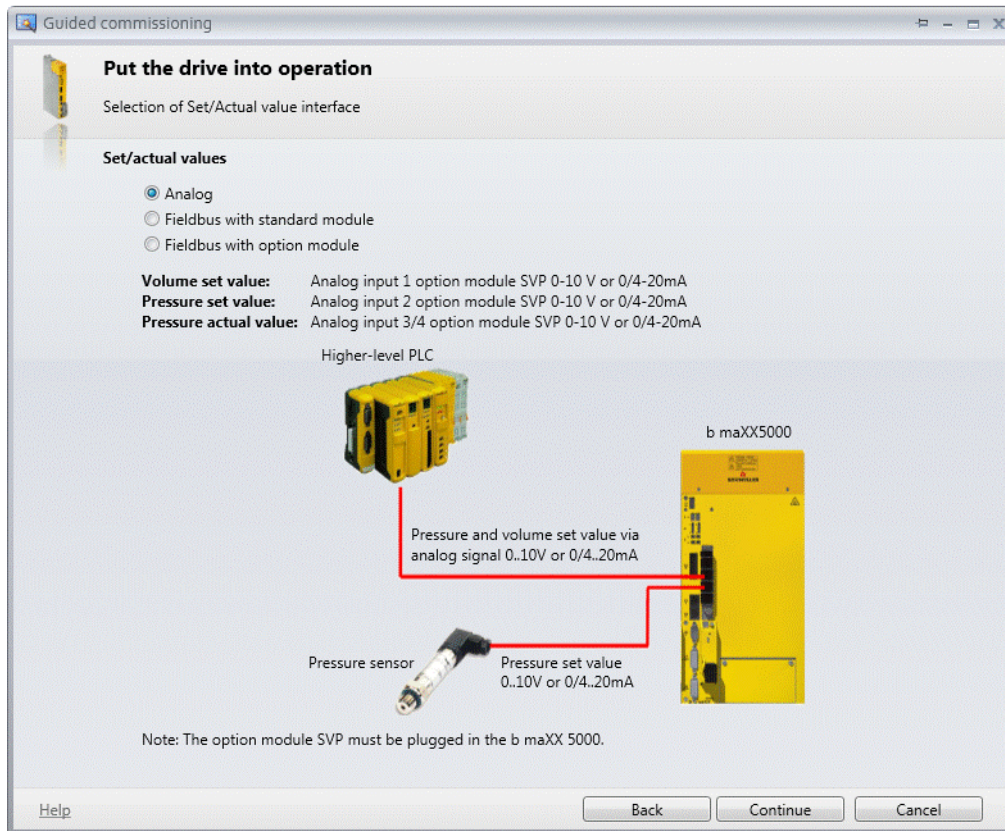 Guided commissioning
Put the drive into operation
Selection of Set/Actual value interface
Set/actual values
Analog
Fieldbus with standard module
Fieldbus with option module
Volume set value: Analog input 1 option module SVP 0-10 V or 0/4-20mA
Pressure set value: Analog input 2 option module SVP 0-10 V or 0/4-20mA
Pressure actual value: Analog input 3/4 option module SVP 0-10 V or 0/4-20mA
Higher-level PLC
b maXX5000
Pressure and volume set value via
analog signal 0..10V or 0/4..20mA
Pressure sensor
Pressure set value
0..10V or 0/4..20mA
Note: The option module SVP must be plugged in the b maXX 5000.
Help
Back
Continue
Cancel